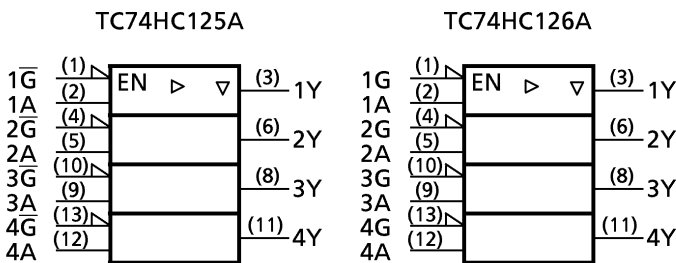 TC74HC125A
1G̅ (1) EN (3) 1Y
1A (2)
2G̅ (4) (6) 2Y
2A (5)
3G̅ (10) (8) 3Y
3A (9)
4G̅ (13) (11) 4Y
4A (12)
TC74HC126A
1G (1) EN (3) 1Y
1A (2)
2G (4) (6) 2Y
2A (5)
3G (10) (8) 3Y
3A (9)
4G (13) (11) 4Y
4A (12)